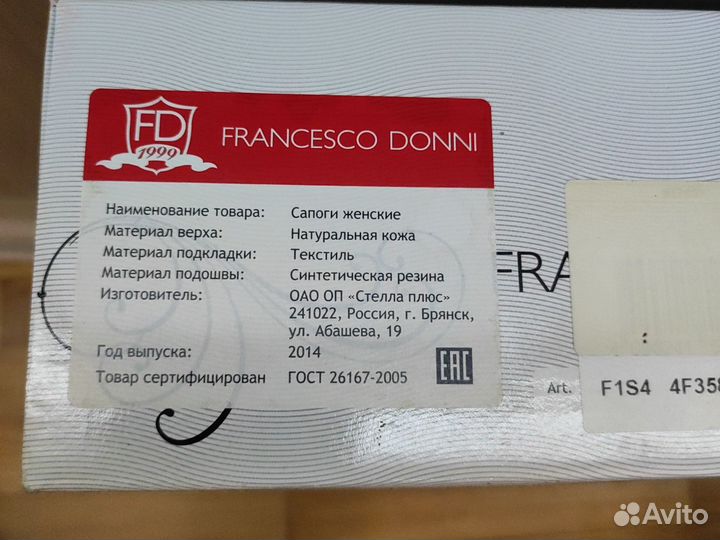 FD
1999
FRANCESCO DONNI
Наименование товара: Сапоги женские
Материал верха: Натуральная кожа
Материал подкладки: Текстиль
Материал подошвы: Синтетическая резина
Изготовитель: ОАО ОП «Стелла плюс»
241022, Россия, г. Брянск,
ул. Абашева, 19
Год выпуска: 2014
Товар сертифицирован ГОСТ 26167-2005
EAC
FRA
Art. F1S4 4F358
Avito